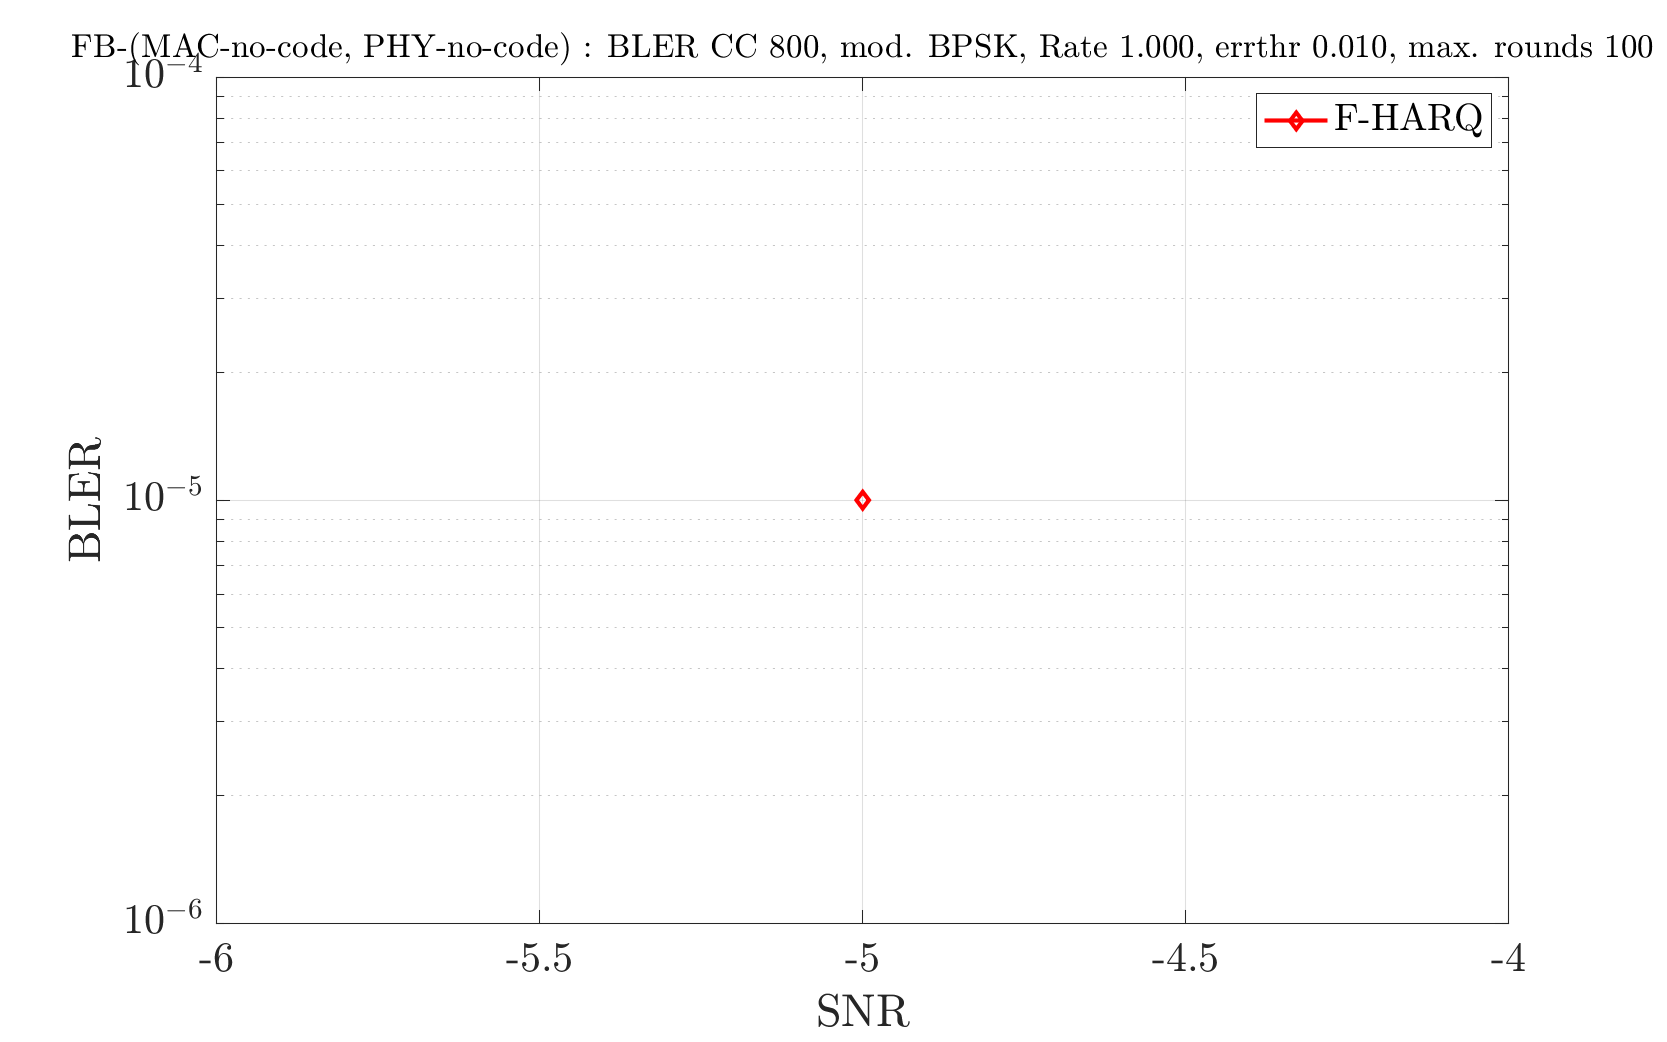 FB-(MAC-no-code, PHY-no-code) : BLER CC 800, mod. BPSK, Rate 1.000, errthr 0.010, max. rounds 100
10^{-4}
F-HARQ
BLER
10^{-5}
10^{-6}
-6 -5.5 -5 -4.5 -4
SNR